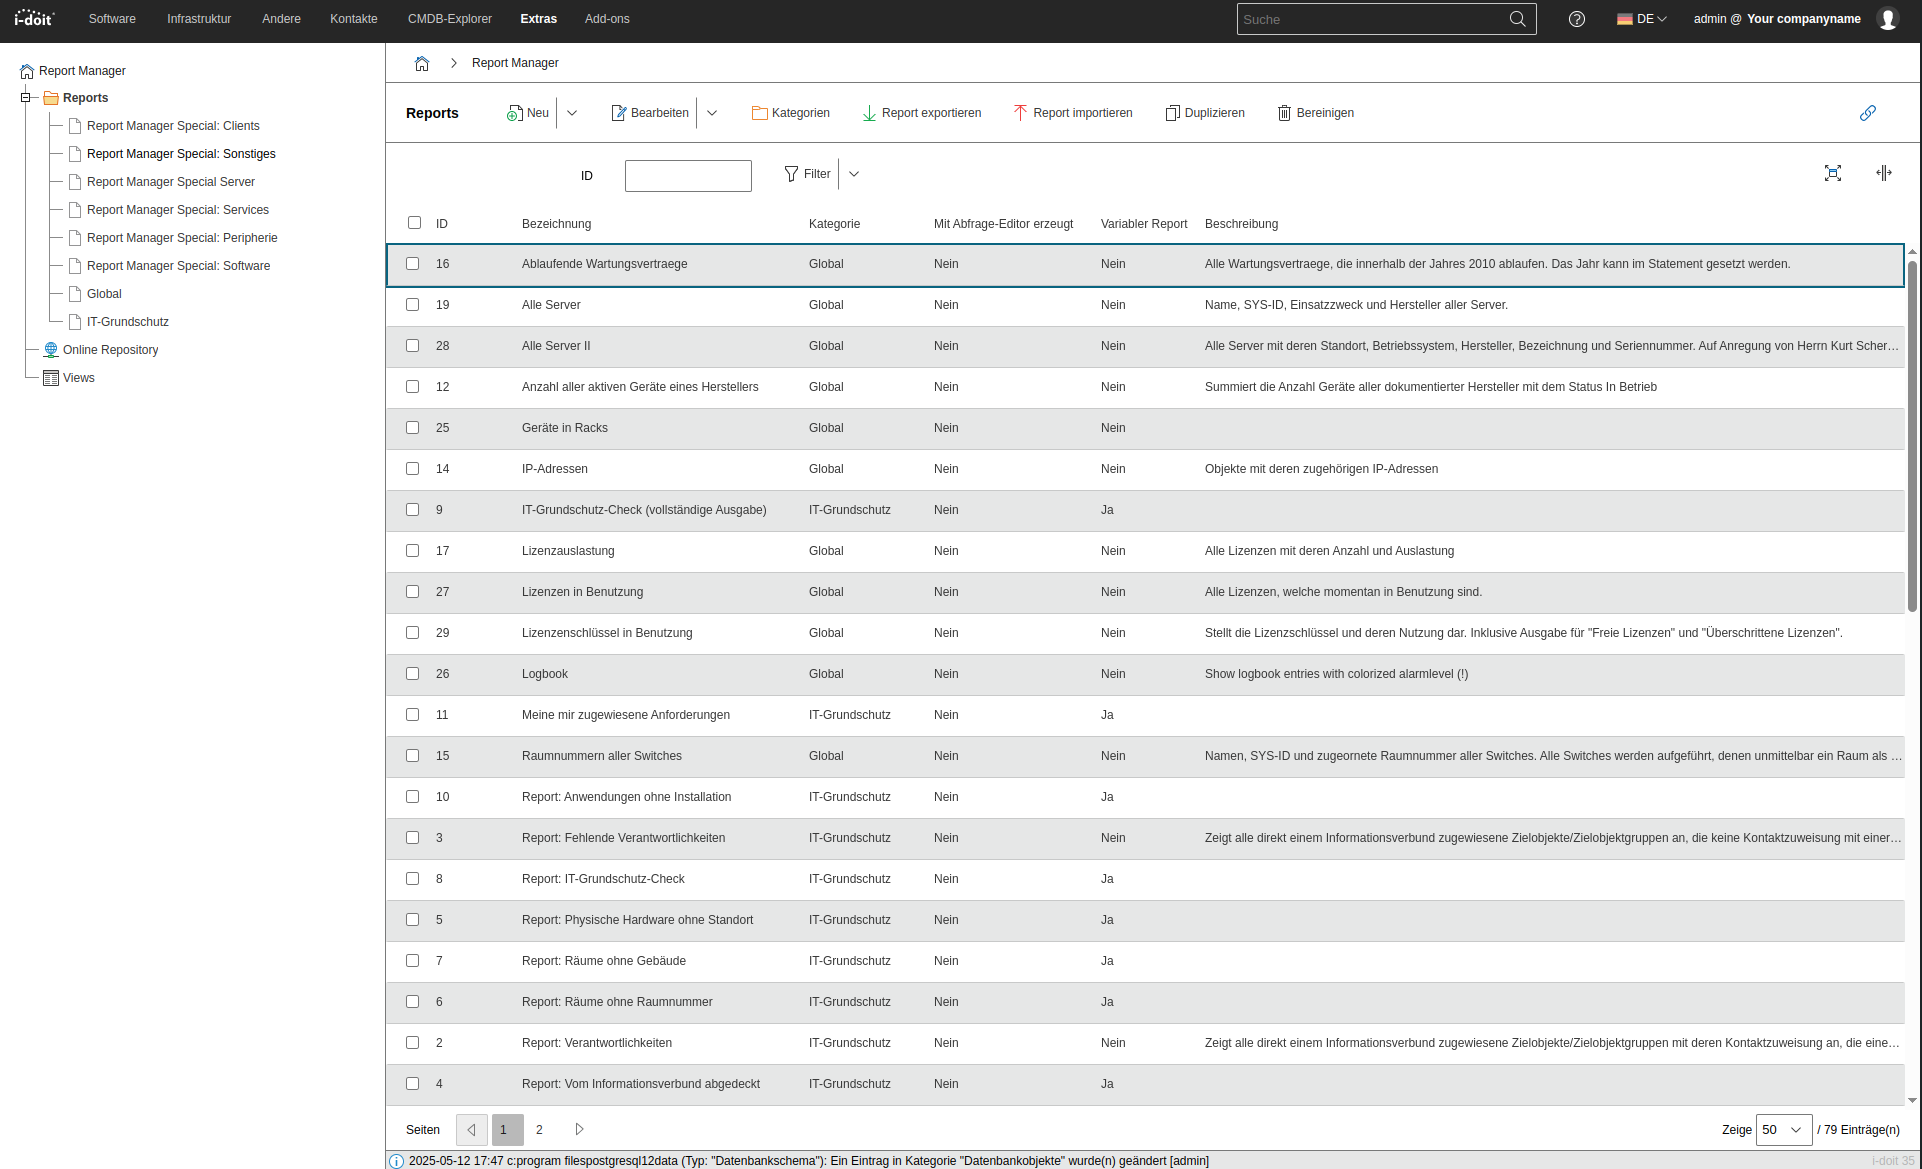 i-doit Software Infrastruktur Andere Kontakte CMDB-Explorer Extras Add-ons Suche DE admin @ Your companyname
Report Manager
Reports
Report Manager Special: Clients
Report Manager Special: Sonstiges
Report Manager Special Server
Report Manager Special: Services
Report Manager Special: Peripherie
Report Manager Special: Software
Global
IT-Grundschutz
Online Repository
Views
Report Manager
Reports Neu Bearbeiten Kategorien Report exportieren Report importieren Duplizieren Bereinigen
ID Filter
ID Bezeichnung Kategorie Mit Abfrage-Editor erzeugt Variabler Report Beschreibung
16 Ablaufende Wartungsvertraege Global Nein Nein Alle Wartungsvertraege, die innerhalb der Jahres 2010 ablaufen. Das Jahr kann im Statement gesetzt werden.
19 Alle Server Global Nein Nein Name, SYS-ID, Einsatzzweck und Hersteller aller Server.
28 Alle Server II Global Nein Nein Alle Server mit deren Standort, Betriebssystem, Hersteller, Bezeichnung und Seriennummer. Auf Anregung von Herrn Kurt Scher...
12 Anzahl aller aktiven Geräte eines Herstellers Global Nein Nein Summiert die Anzahl Geräte aller dokumentierter Hersteller mit dem Status In Betrieb
25 Geräte in Racks Global Nein Nein
14 IP-Adressen Global Nein Nein Objekte mit deren zugehörigen IP-Adressen
9 IT-Grundschutz-Check (vollständige Ausgabe) IT-Grundschutz Nein Ja
17 Lizenzauslastung Global Nein Nein Alle Lizenzen mit deren Anzahl und Auslastung
27 Lizenzen in Benutzung Global Nein Nein Alle Lizenzen, welche momentan in Benutzung sind.
29 Lizenzenschlüssel in Benutzung Global Nein Nein Stellt die Lizenzschlüssel und deren Nutzung dar. Inklusive Ausgabe für "Freie Lizenzen" und "Überschrittene Lizenzen".
26 Logbook Global Nein Nein Show logbook entries with colorized alarmlevel (!)
11 Meine mir zugewiesene Anforderungen IT-Grundschutz Nein Ja
15 Raumnummern aller Switches Global Nein Nein Namen, SYS-ID und zugeornete Raumnummer aller Switches. Alle Switches werden aufgeführt, denen unmittelbar ein Raum als ...
10 Report: Anwendungen ohne Installation IT-Grundschutz Nein Ja
3 Report: Fehlende Verantwortlichkeiten IT-Grundschutz Nein Nein Zeigt alle direkt einem Informationsverbund zugewiesene Zielobjekte/Zielobjektgruppen an, die keine Kontaktzuweisung mit einer...
8 Report: IT-Grundschutz-Check IT-Grundschutz Nein Ja
5 Report: Physische Hardware ohne Standort IT-Grundschutz Nein Ja
7 Report: Räume ohne Gebäude IT-Grundschutz Nein Ja
6 Report: Räume ohne Raumnummer IT-Grundschutz Nein Ja
2 Report: Verantwortlichkeiten IT-Grundschutz Nein Nein Zeigt alle direkt einem Informationsverbund zugewiesene Zielobjekte/Zielobjektgruppen mit deren Kontaktzuweisung an, die eine...
4 Report: Vom Informationsverbund abgedeckt IT-Grundschutz Nein Ja
Seiten 1 2 Zeige 50 / 79 Einträge(n)
2025-05-12 17:47 c:program filespostgresql12data (Typ: "Datenbankschema"): Ein Eintrag in Kategorie "Datenbankobjekte" wurde(n) geändert [admin] i-doit 35